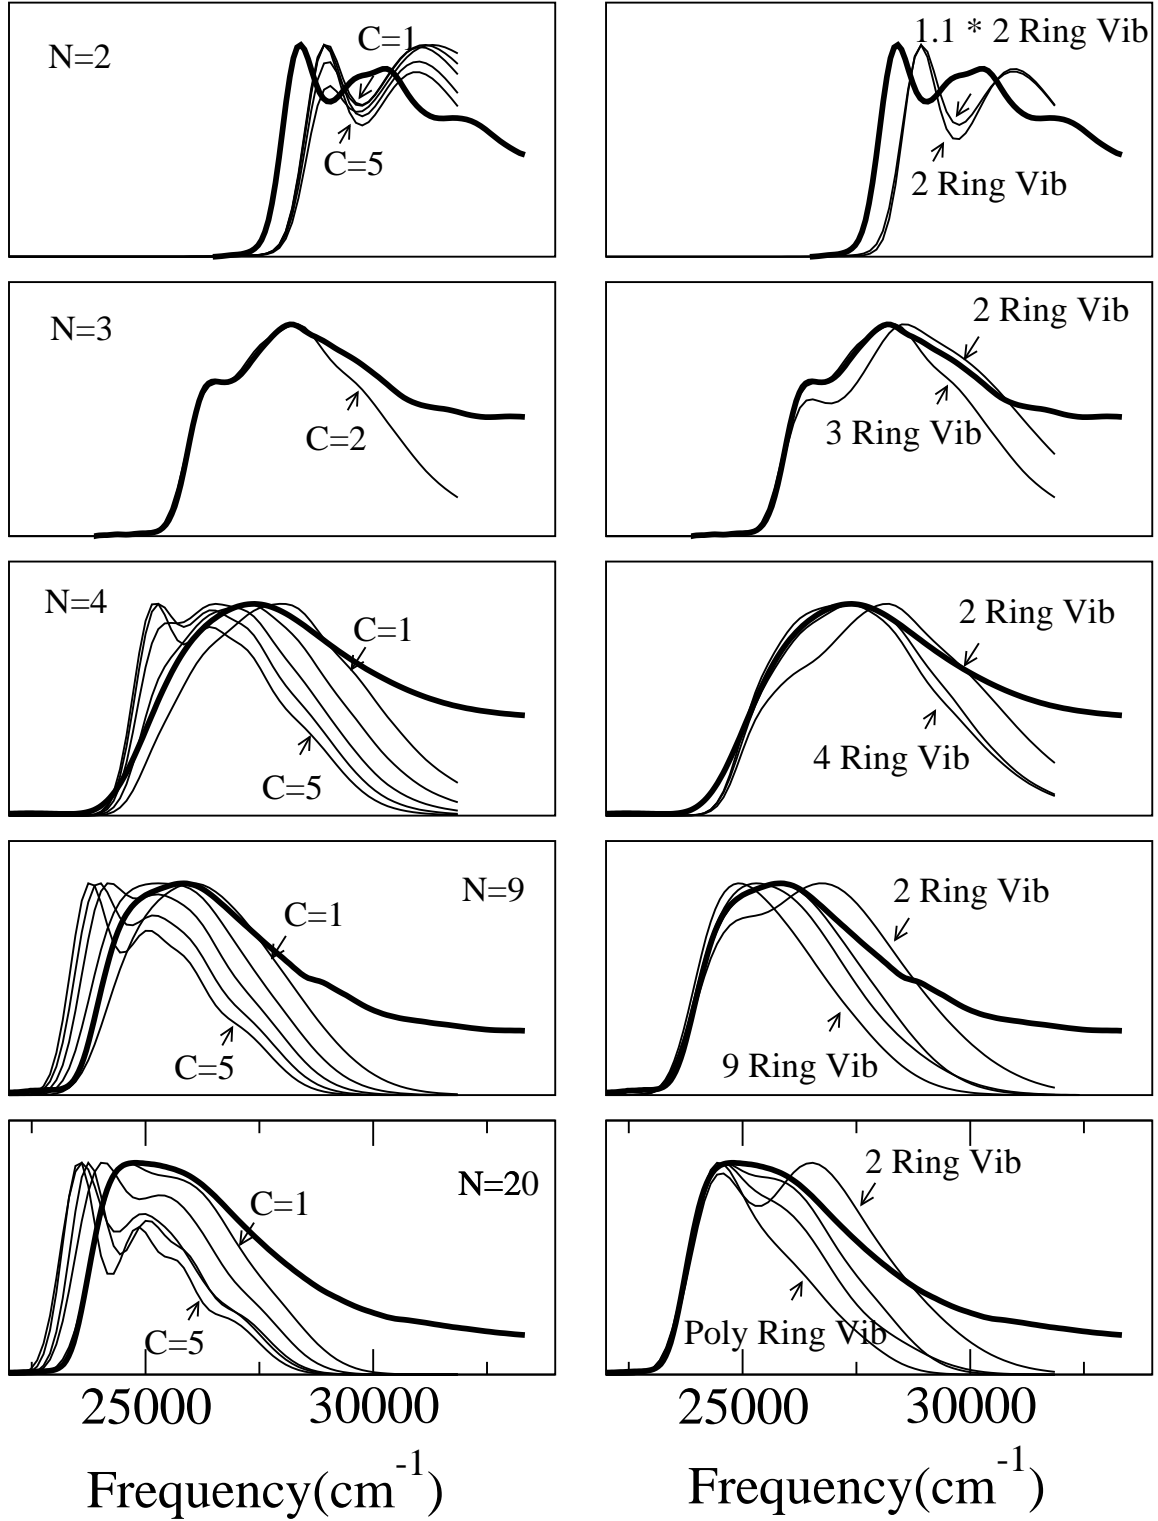 N=2
C=1
C=5
1.1 * 2 Ring Vib
2 Ring Vib
N=3
C=2
2 Ring Vib
3 Ring Vib
N=4
C=1
C=5
2 Ring Vib
4 Ring Vib
N=9
C=1
C=5
2 Ring Vib
9 Ring Vib
N=20
C=1
C=5
2 Ring Vib
Poly Ring Vib
25000 30000
25000 30000
Frequency(cm⁻¹)
Frequency(cm⁻¹)